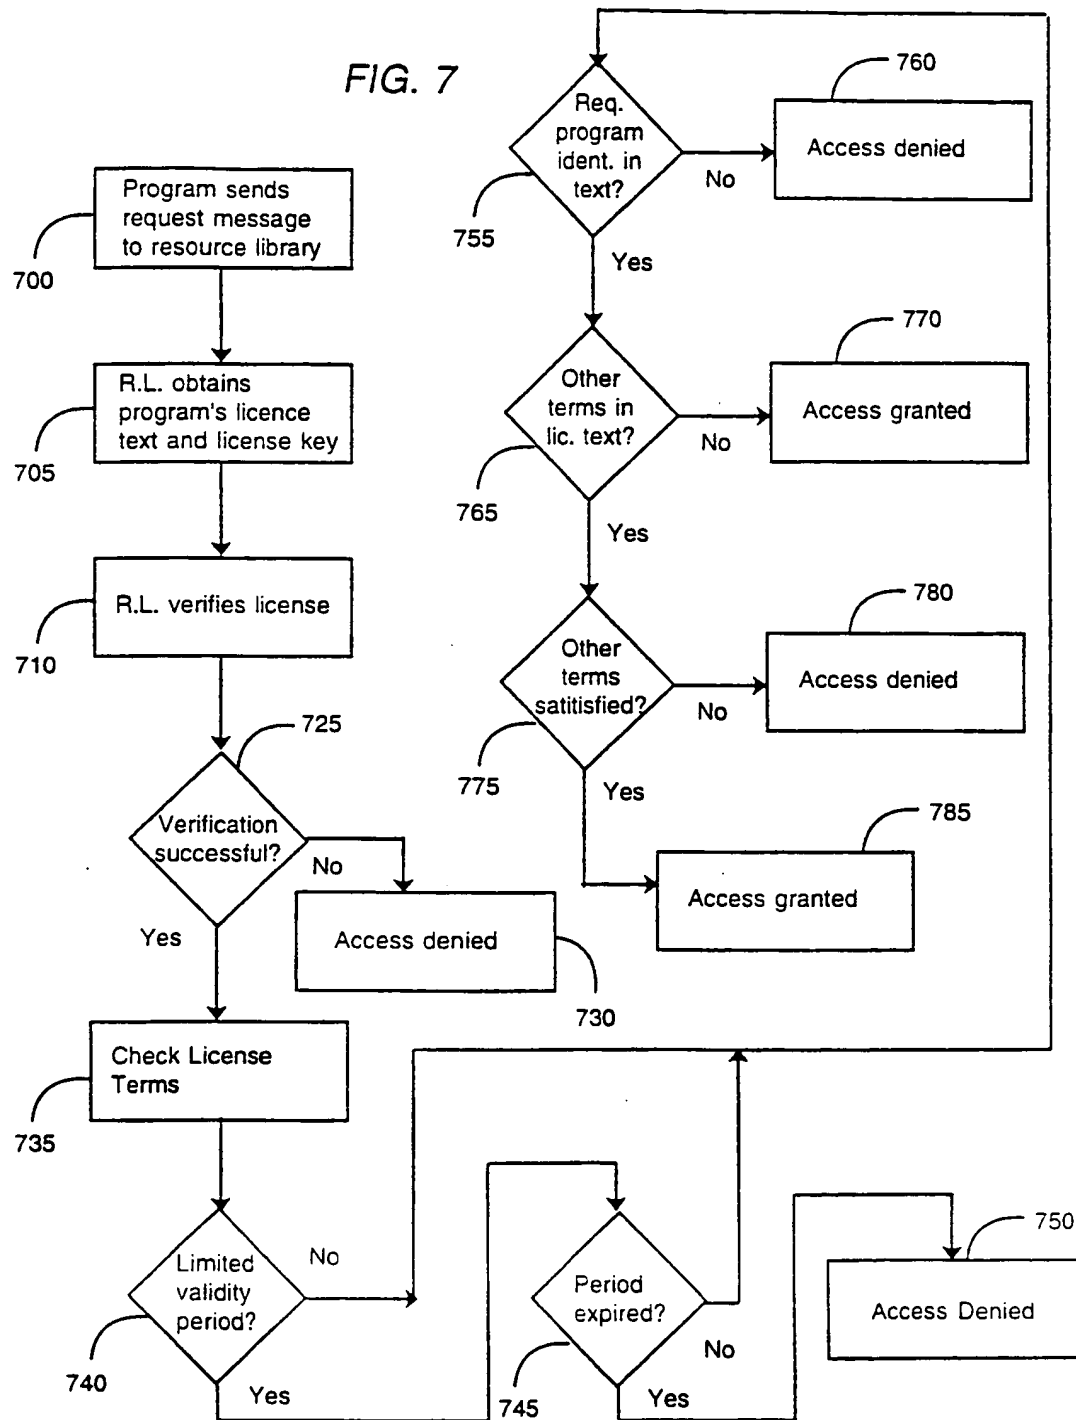 FIG. 7
Program sends
request message
to resource library
700
R.L. obtains
program's licence
text and license key
705
R.L. verifies license
710
725
Verification
successful?
No
Yes
Access denied
730
Check License
Terms
735
Limited
validity
period?
No
740
Yes
Period
expired?
No
745
Yes
750
Access Denied
Req.
program
ident. in
text?
No
755
Yes
760
Access denied
Other
terms in
lic. text?
No
765
Yes
770
Access granted
Other
terms
satitisfied?
No
775
Yes
780
Access denied
785
Access granted